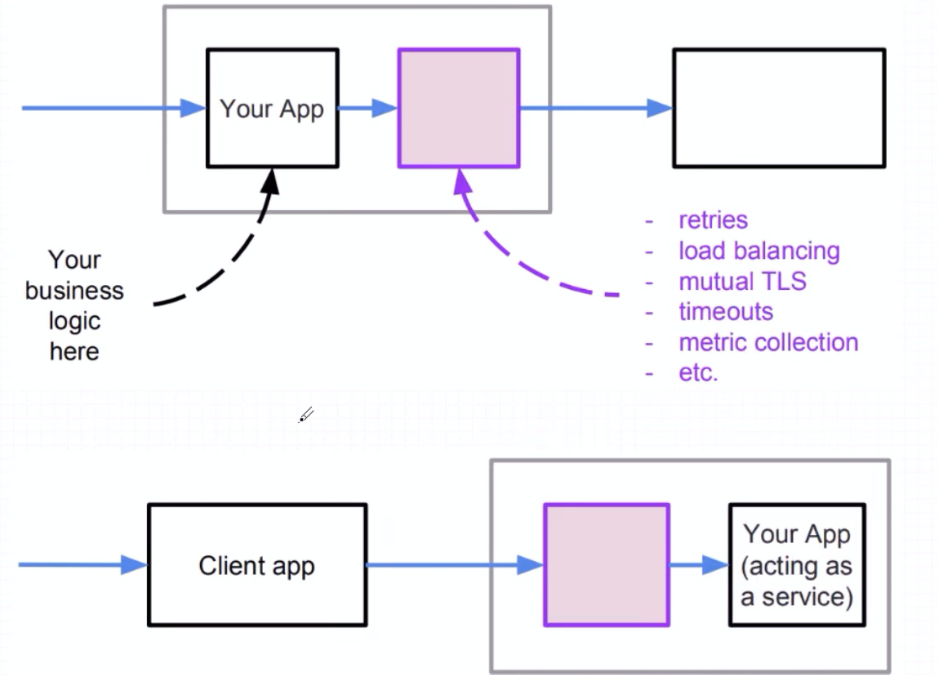 Your App
Your
business
logic
here
- retries
- load balancing
- mutual TLS
- timeouts
- metric collection
- etc.
Client app
Your App
(acting as
a service)